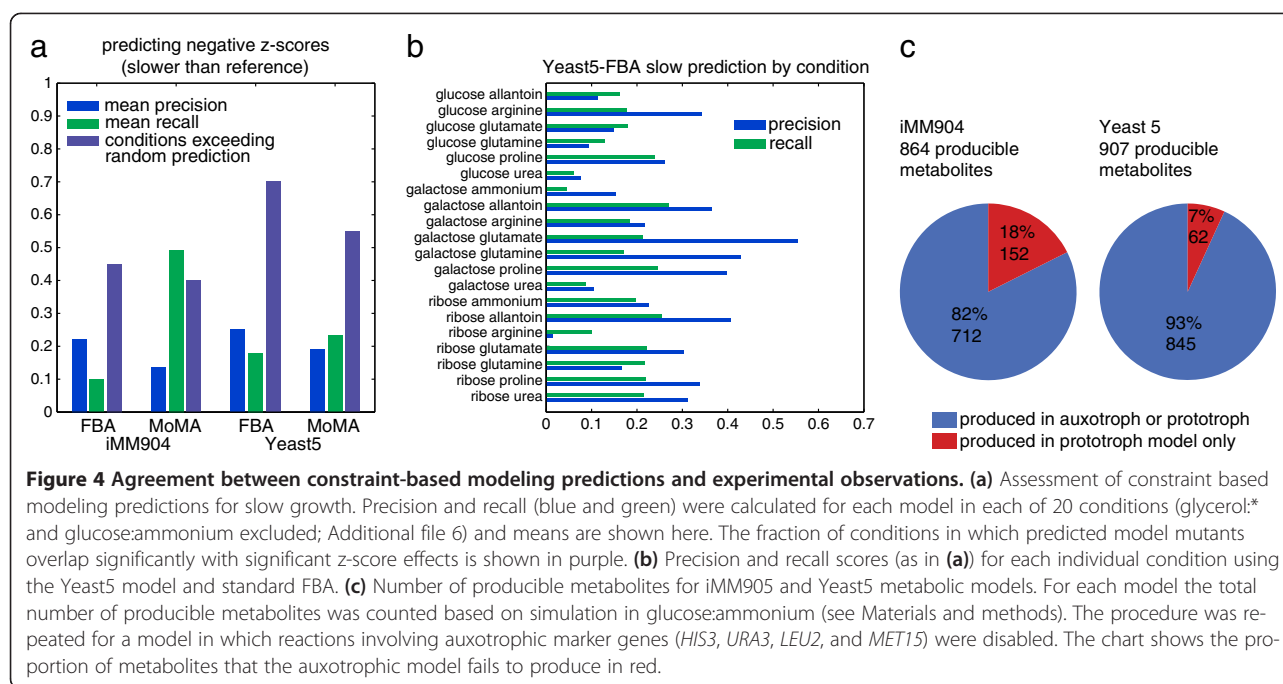 a
predicting negative z-scores
(slower than reference)
1
0.9
0.8
0.7
0.6
0.5
0.4
0.3
0.2
0.1
0
mean precision
mean recall
conditions exceeding
random prediction
FBA MoMA FBA MoMA
iMM904 Yeast5
b
Yeast5-FBA slow prediction by condition
glucose allantoin
glucose arginine
glucose glutamate
glucose glutamine
glucose proline
glucose urea
galactose ammonium
galactose allantoin
galactose arginine
galactose glutamate
galactose glutamine
galactose proline
galactose urea
ribose ammonium
ribose allantoin
ribose arginine
ribose glutamate
ribose glutamine
ribose proline
ribose urea
precision
recall
0 0.1 0.2 0.3 0.4 0.5 0.6 0.7
c
iMM904
864 producible
metabolites
18%
152
82%
712
Yeast 5
907 producible
metabolites
7%
62
93%
845
produced in auxotroph or prototroph
produced in prototroph model only
Figure 4 Agreement between constraint-based modeling predictions and experimental observations. (a) Assessment of constraint based
modeling predictions for slow growth. Precision and recall (blue and green) were calculated for each model in each of 20 conditions (glycerol:*
and glucose:ammonium excluded; Additional file 6) and means are shown here. The fraction of conditions in which predicted model mutants
overlap significantly with significant z-score effects is shown in purple. (b) Precision and recall scores (as in (a)) for each individual condition using
the Yeast5 model and standard FBA. (c) Number of producible metabolites for iMM905 and Yeast5 metabolic models. For each model the total
number of producible metabolites was counted based on simulation in glucose:ammonium (see Materials and methods). The procedure was re-
peated for a model in which reactions involving auxotrophic marker genes (HIS3, URA3, LEU2, and MET15) were disabled. The chart shows the pro-
portion of metabolites that the auxotrophic model fails to produce in red.